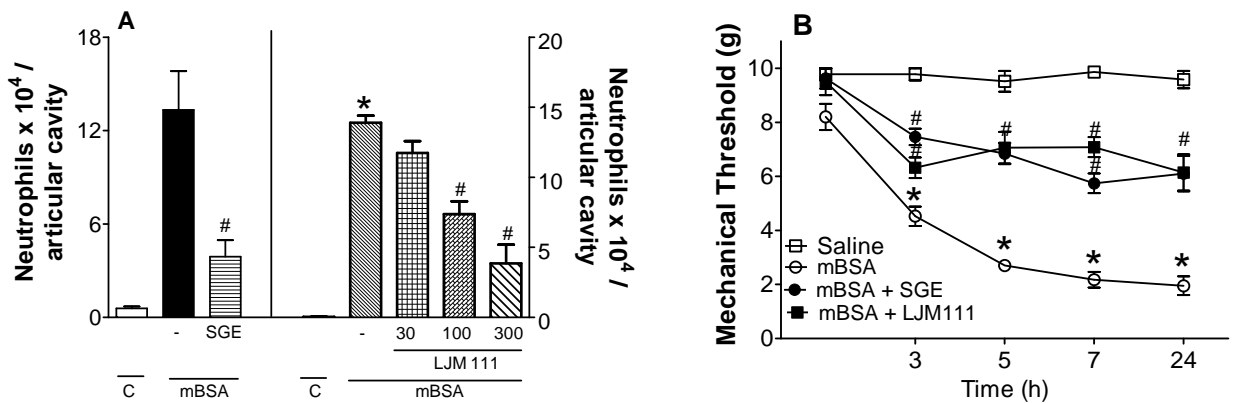 A
Neutrophils x 10⁴ /
articular cavity
18
12
6
0
20
15
10
5
0
Neutrophils x 10⁴ /
articular cavity
*
#
#
#
- SGE - 30 100 300
LJM 111
C mBSA C mBSA
B
Mechanical Threshold (g)
10
8
6
4
2
0
# # # #
# #
* * * *
Saline
mBSA
mBSA + SGE
mBSA + LJM111
3 5 7 24
Time (h)